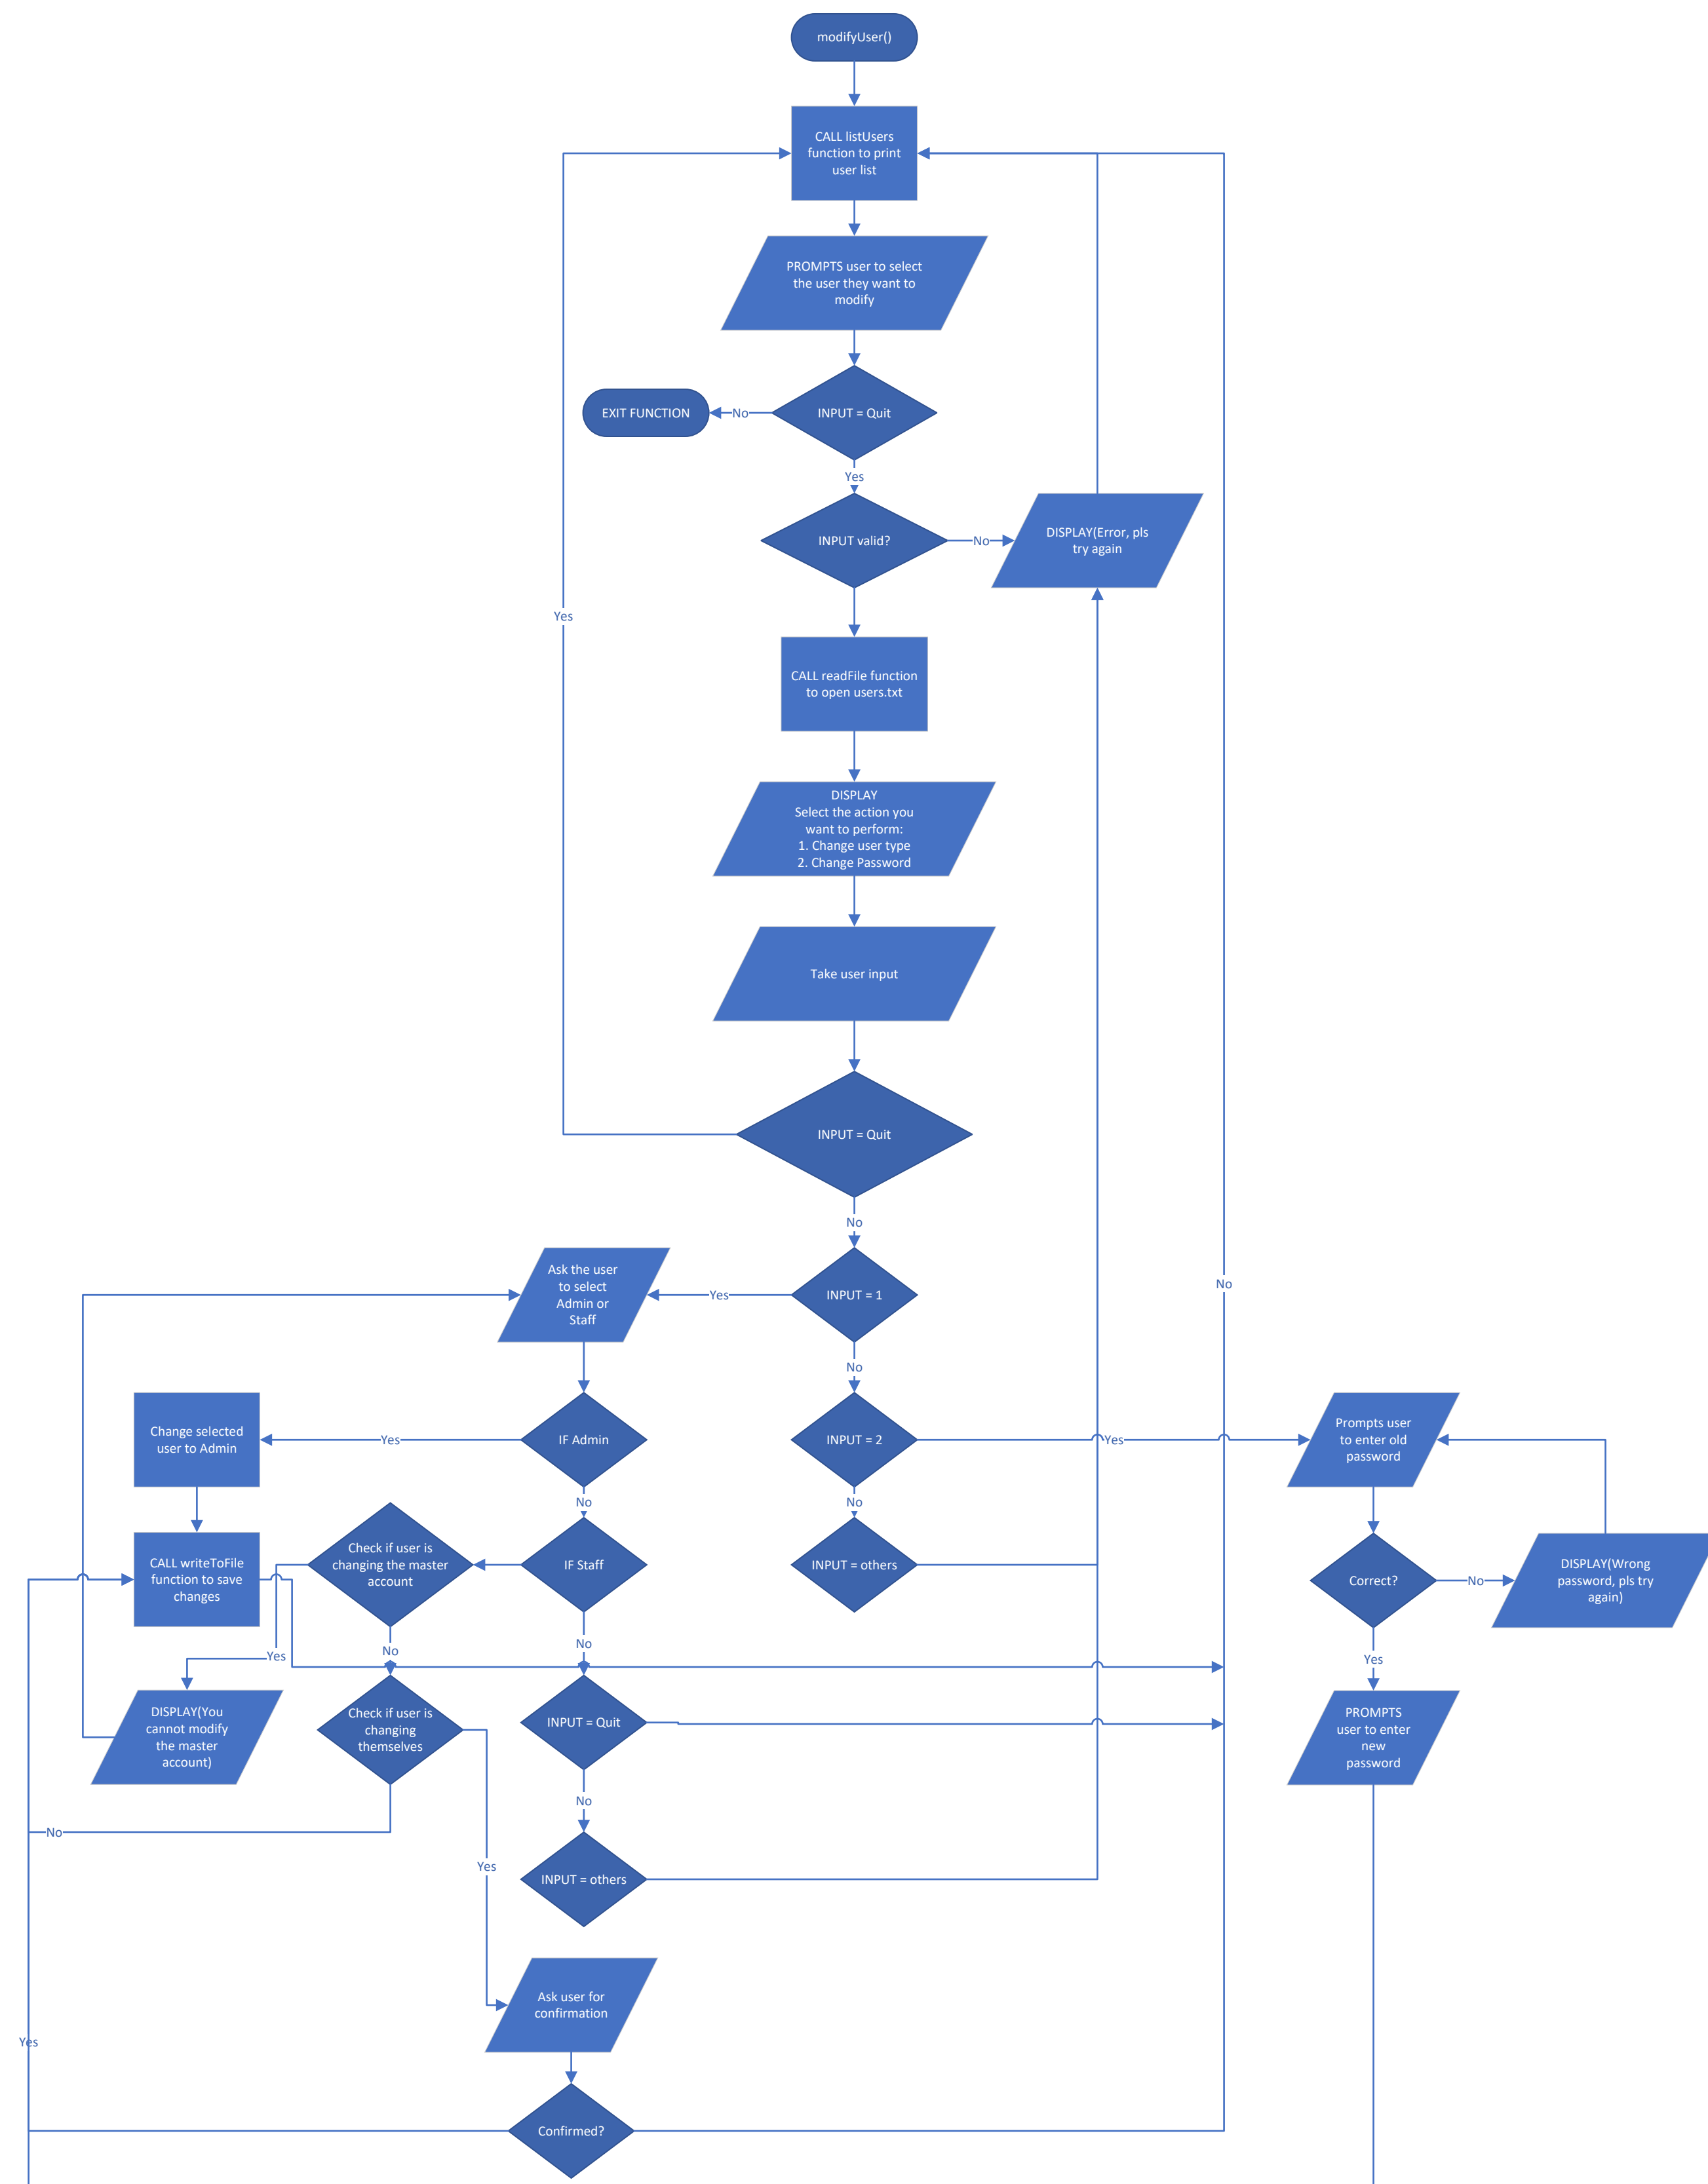 modifyUser()
CALL listUsers
function to print
user list
PROMPTS user to select
the user they want to
modify
EXIT FUNCTION
No
INPUT = Quit
Yes
INPUT valid?
No
DISPLAY(Error, pls
try again
Yes
CALL readFile function
to open users.txt
DISPLAY
Select the action you
want to perform:
1. Change user type
2. Change Password
Take user input
INPUT = Quit
No
Ask the user
to select
Admin or
Staff
Yes
INPUT = 1
No
No
Change selected
user to Admin
Yes
IF Admin
INPUT = 2
Yes
Prompts user
to enter old
password
No
No
CALL writeToFile
function to save
changes
Check if user is
changing the master
account
IF Staff
INPUT = others
Correct?
No
DISPLAY(Wrong
password, pls try
again)
Yes
No
No
Yes
DISPLAY(You
cannot modify
the master
account)
Check if user is
changing
themselves
INPUT = Quit
PROMPTS
user to enter
new
password
No
No
Yes
INPUT = others
Ask user for
confirmation
Yes
Confirmed?